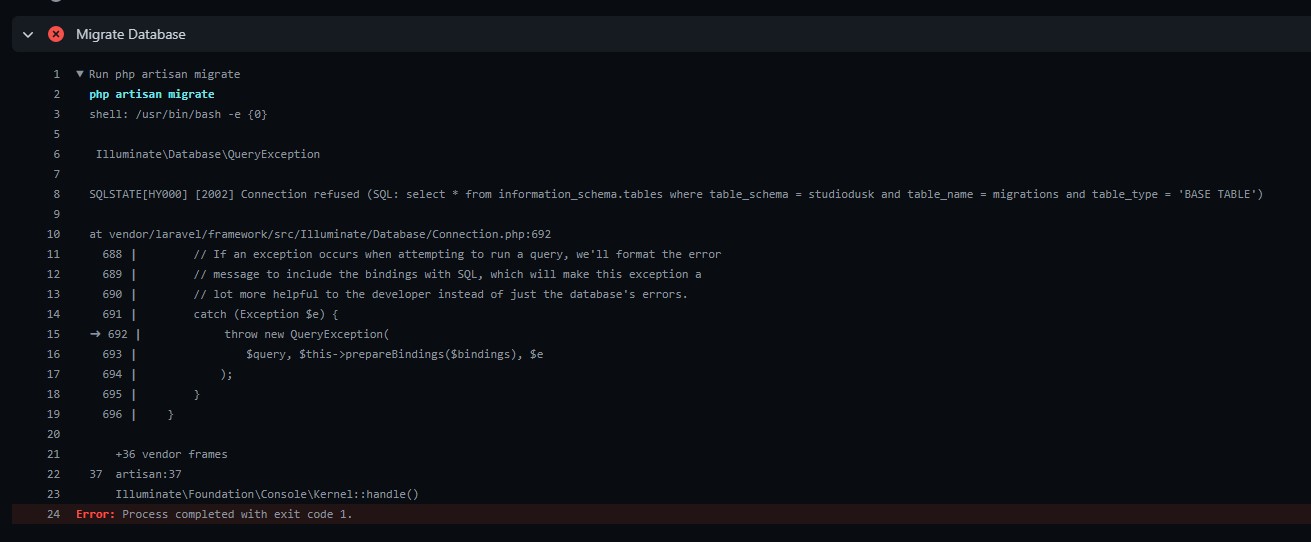 Migrate Database
1 ▼ Run php artisan migrate
2 php artisan migrate
3 shell: /usr/bin/bash -e {0}
5
6 Illuminate\Database\QueryException
7
8 SQLSTATE[HY000] [2002] Connection refused (SQL: select * from information_schema.tables where table_schema = studiodusk and table_name = migrations and table_type = 'BASE TABLE')
9
10 at vendor/laravel/framework/src/Illuminate/Database/Connection.php:692
11 688 | // If an exception occurs when attempting to run a query, we'll format the error
12 689 | // message to include the bindings with SQL, which will make this exception a
13 690 | // lot more helpful to the developer instead of just the database's errors.
14 691 | catch (Exception $e) {
15 ➜ 692 | throw new QueryException(
16 693 | $query, $this->prepareBindings($bindings), $e
17 694 | );
18 695 | }
19 696 | }
20
21 +36 vendor frames
22 37 artisan:37
23 Illuminate\Foundation\Console\Kernel::handle()
24 Error: Process completed with exit code 1.